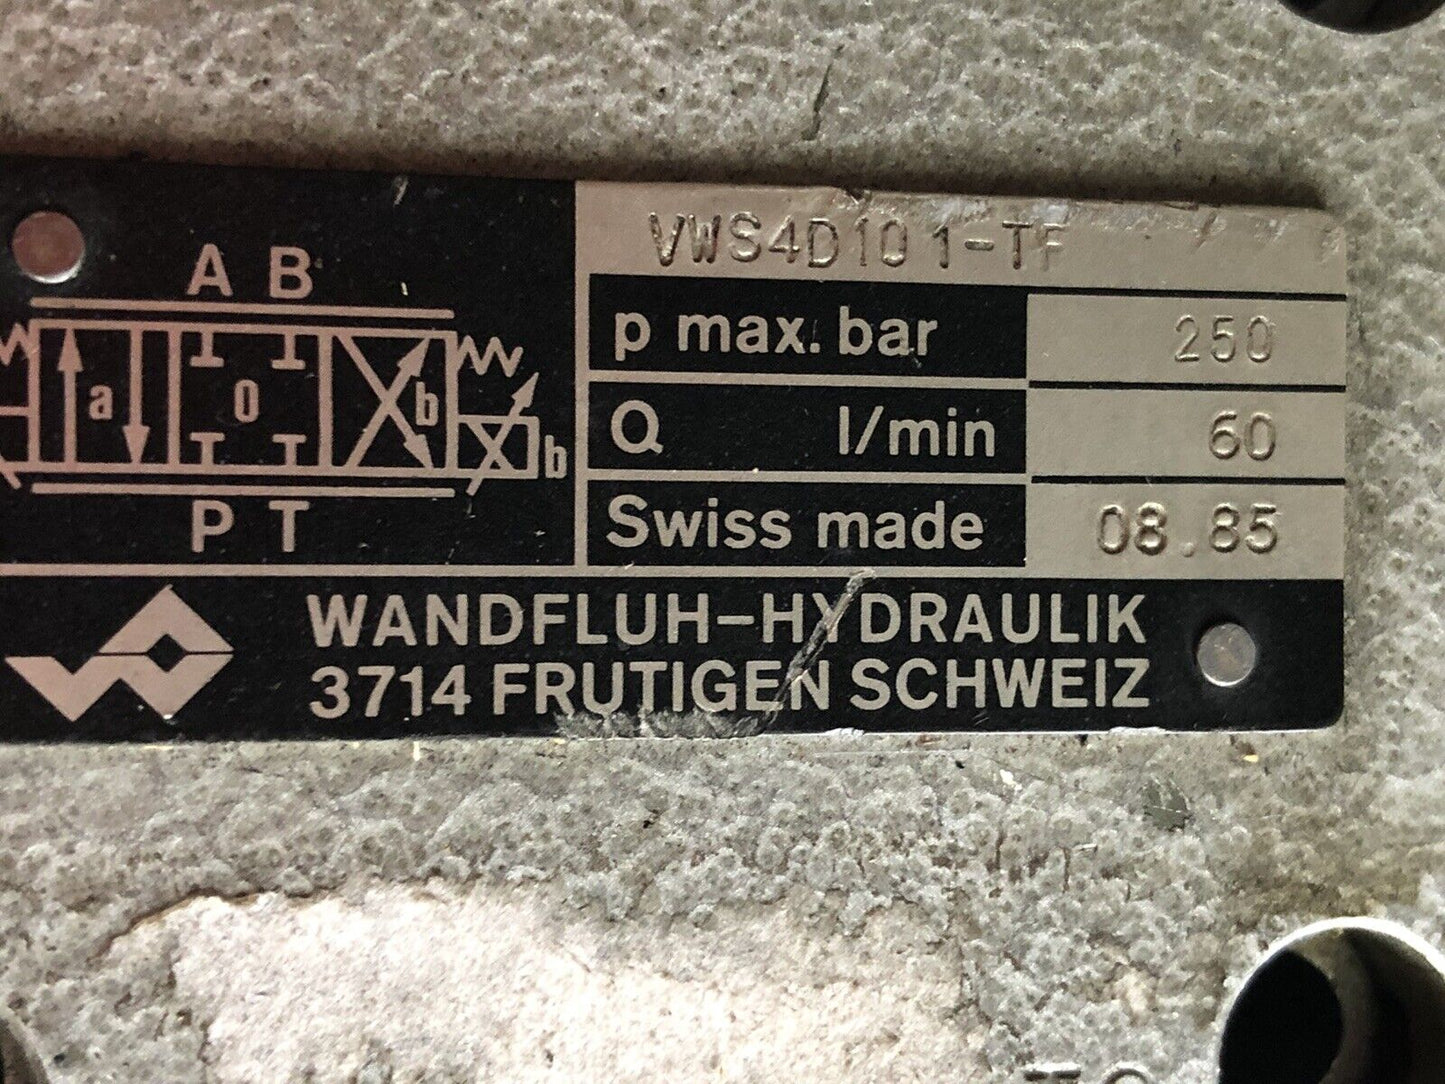 VWS4D101-TF
A B
p max. bar 250
a 0 b
Q l/min 60
b
P T
Swiss made 08.85
WANDFLUH-HYDRAULIK
3714 FRUTIGEN SCHWEIZ